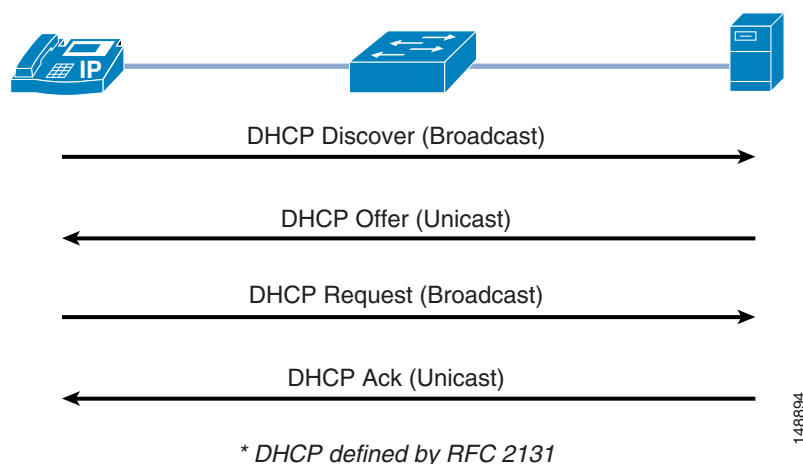 IP
DHCP Discover (Broadcast)
DHCP Offer (Unicast)
DHCP Request (Broadcast)
DHCP Ack (Unicast)
148894
* DHCP defined by RFC 2131